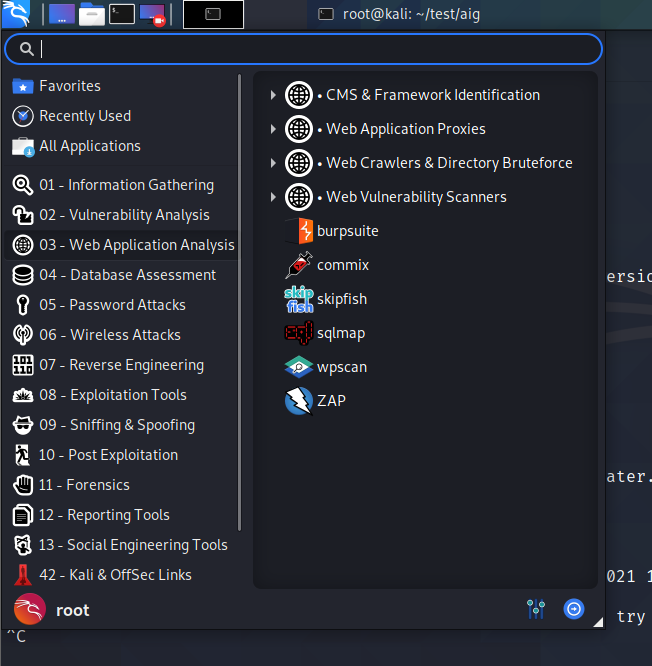 root@kali: ~/test/aig
Favorites
Recently Used
All Applications
01 - Information Gathering
02 - Vulnerability Analysis
03 - Web Application Analysis
04 - Database Assessment
05 - Password Attacks
06 - Wireless Attacks
07 - Reverse Engineering
08 - Exploitation Tools
09 - Sniffing & Spoofing
10 - Post Exploitation
11 - Forensics
12 - Reporting Tools
13 - Social Engineering Tools
42 - Kali & OffSec Links
• CMS & Framework Identification
• Web Application Proxies
• Web Crawlers & Directory Bruteforce
• Web Vulnerability Scanners
burpsuite
commix
skip
fish
skipfish
sql
sqlmap
wpscan
ZAP
ersio
ater.
021 1
try
root
^C